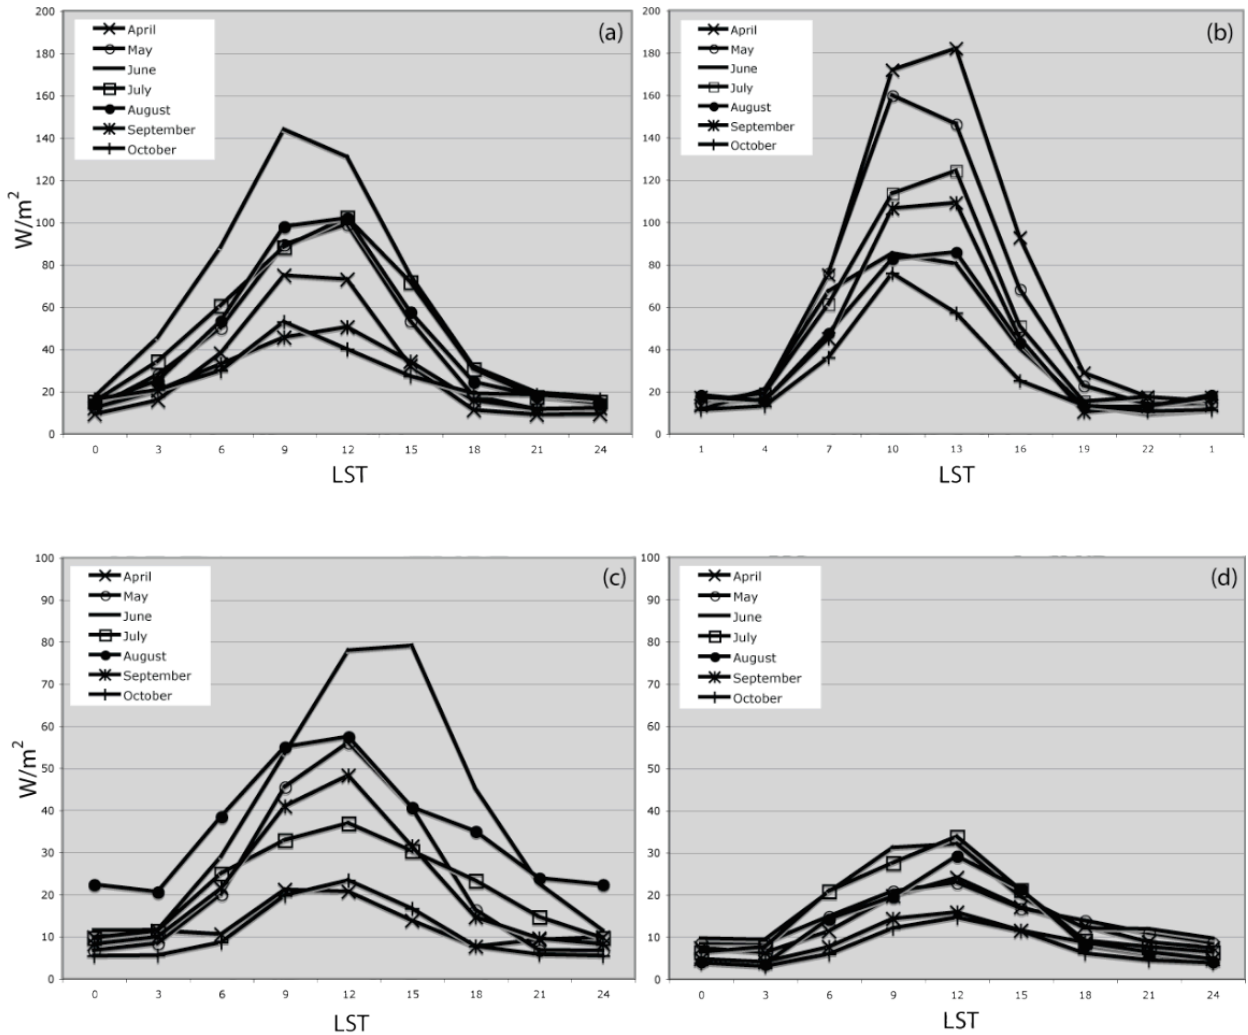 (a)
200
180
160
140
120
100
80
60
40
20
0
April
May
June
July
August
September
October
W/m²
0 3 6 9 12 15 18 21 24
LST
(b)
200
180
160
140
120
100
80
60
40
20
0
April
May
June
July
August
September
October
1 4 7 10 13 16 19 22 1
LST
(c)
100
90
80
70
60
50
40
30
20
10
0
April
May
June
July
August
September
October
W/m²
0 3 6 9 12 15 18 21 24
LST
(d)
100
90
80
70
60
50
40
30
20
10
0
April
May
June
July
August
September
October
0 3 6 9 12 15 18 21 24
LST